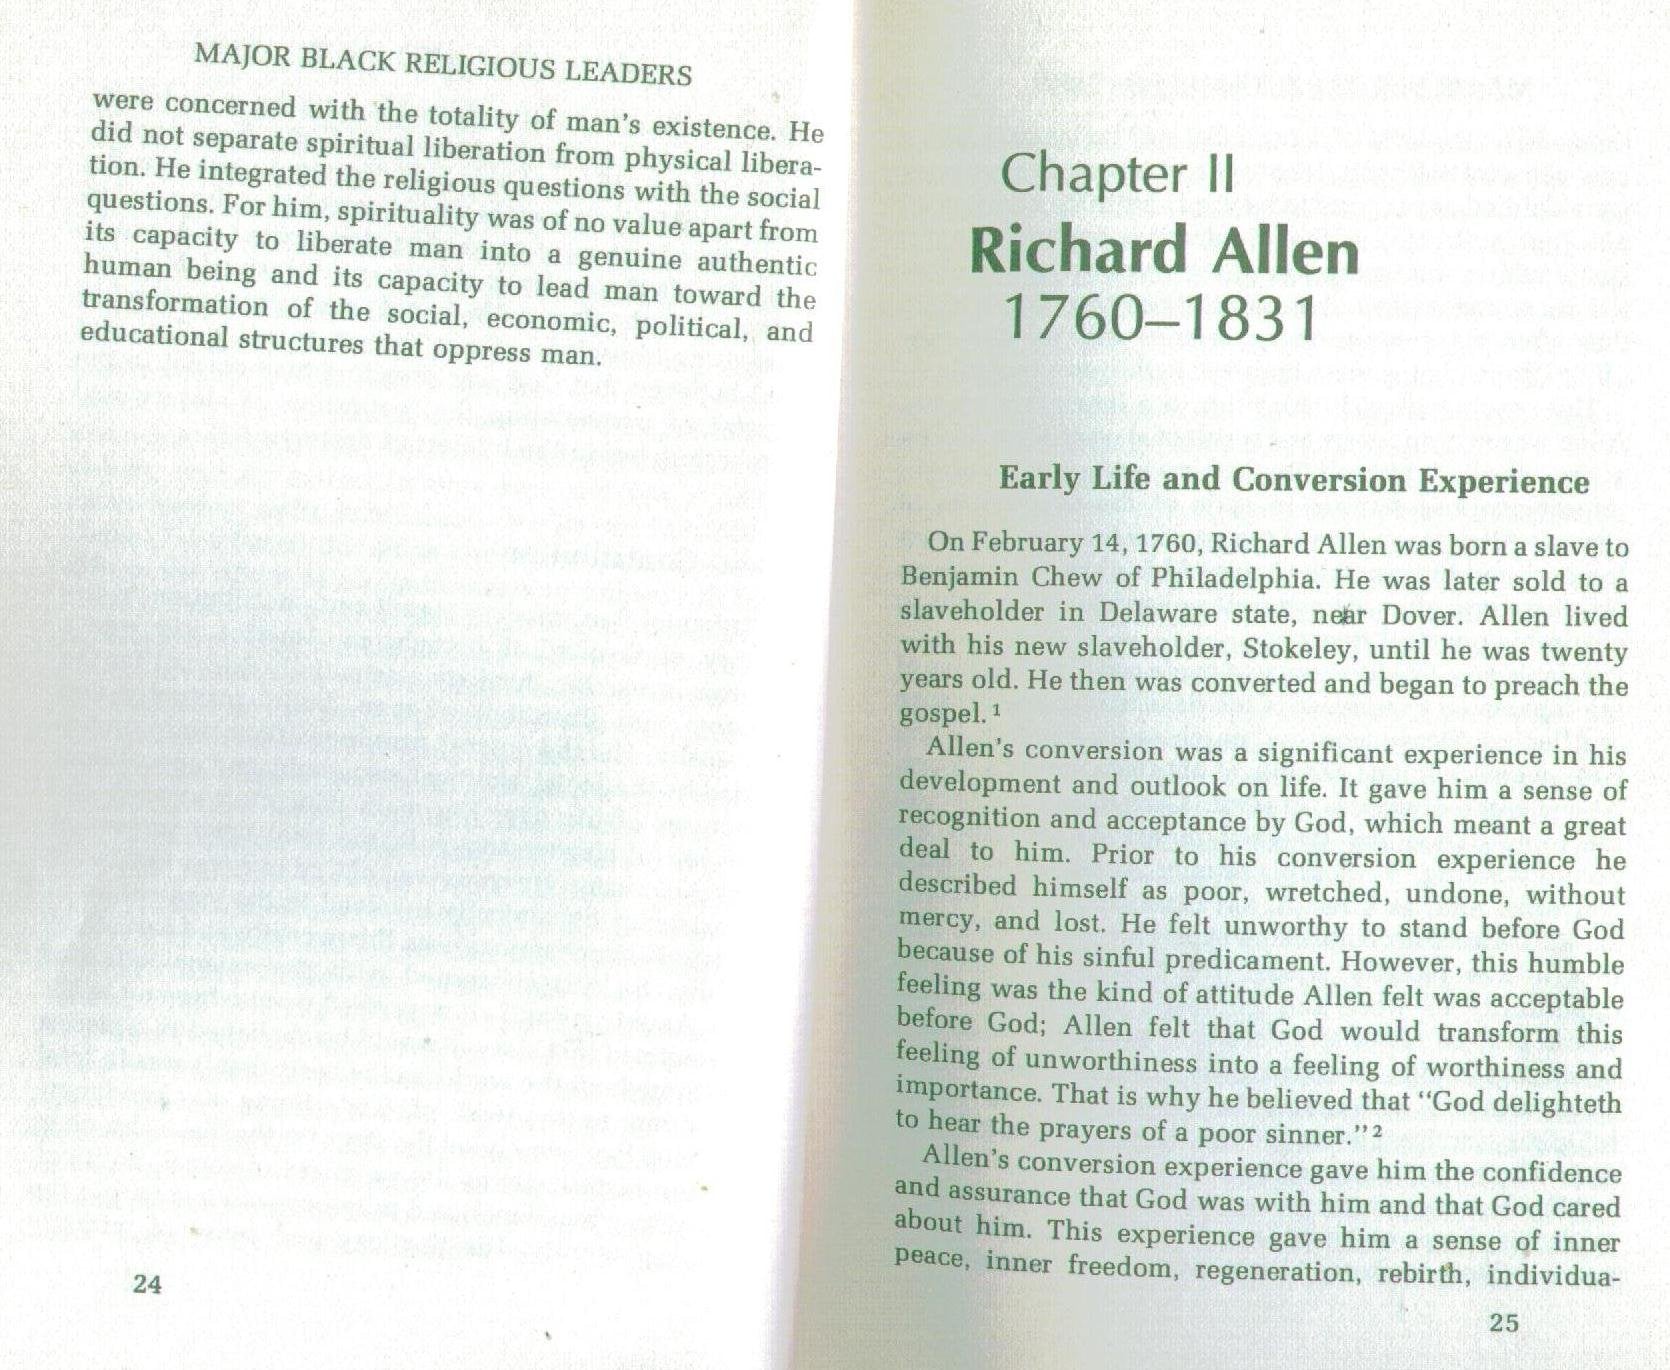 MAJOR BLACK RELIGIOUS LEADERS
were concerned with the totality of man's existence. He
did not separate spiritual liberation from physical libera-
tion. He integrated the religious questions with the social
questions. For him, spirituality was of no value apart from
its capacity to liberate man into a genuine authentic
human being and its capacity to lead man toward the
transformation of the social, economic, political, and
educational structures that oppress man.
24
Chapter II
Richard Allen
1760–1831
Early Life and Conversion Experience
On February 14, 1760, Richard Allen was born a slave to
Benjamin Chew of Philadelphia. He was later sold to a
slaveholder in Delaware state, near Dover. Allen lived
with his new slaveholder, Stokeley, until he was twenty
years old. He then was converted and began to preach the
gospel.¹
Allen's conversion was a significant experience in his
development and outlook on life. It gave him a sense of
recognition and acceptance by God, which meant a great
deal to him. Prior to his conversion experience he
described himself as poor, wretched, undone, without
mercy, and lost. He felt unworthy to stand before God
because of his sinful predicament. However, this humble
feeling was the kind of attitude Allen felt was acceptable
before God; Allen felt that God would transform this
feeling of unworthiness into a feeling of worthiness and
importance. That is why he believed that "God delighteth
to hear the prayers of a poor sinner."²
Allen's conversion experience gave him the confidence
and assurance that God was with him and that God cared
about him. This experience gave him a sense of inner
peace, inner freedom, regeneration, rebirth, individua-
25